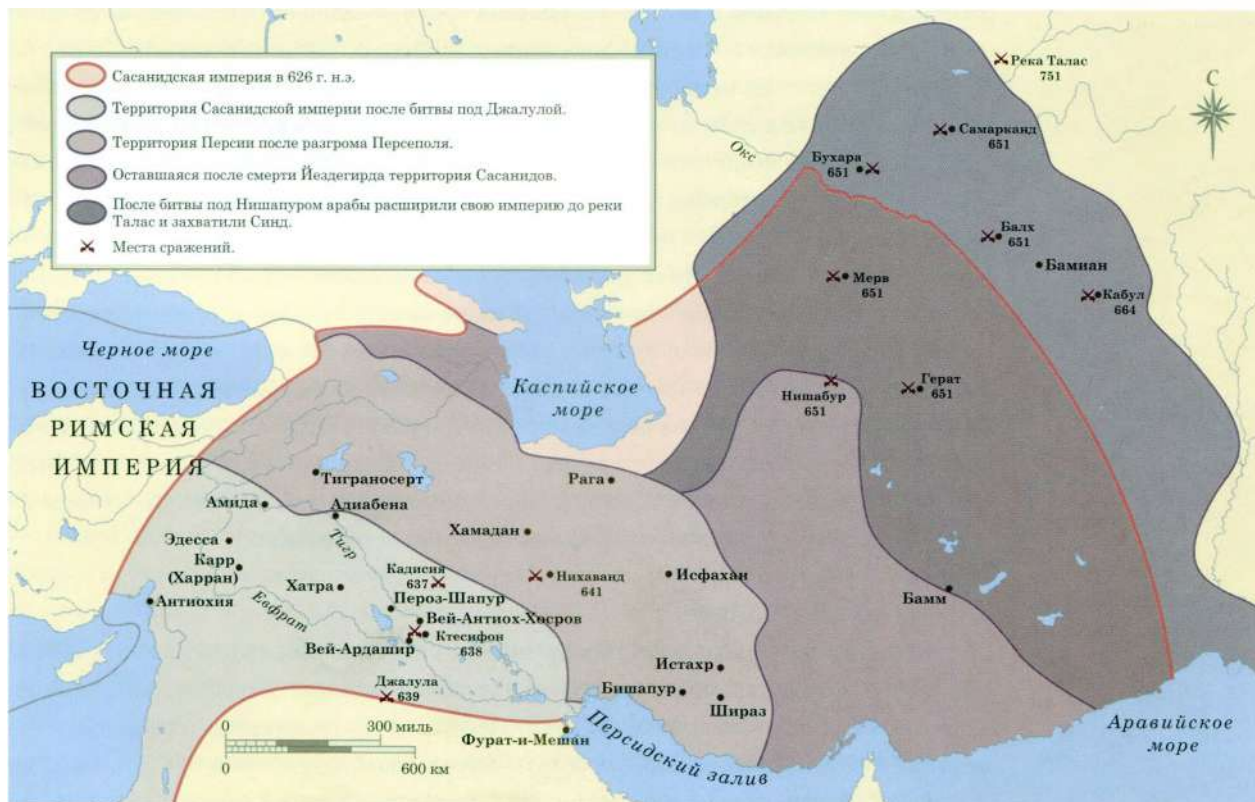 Сасанидская империя в 626 г. н.э.
Территория Сасанидской империи после битвы под Джалулой.
Территория Персии после разгрома Персеполя.
Оставшаяся после смерти Йездегирда территория Сасанидов.
После битвы под Нишапуром арабы расширили свою империю до реки
Талас и захватили Синд.
Места сражений.
Река Талас
751
С
Самарканд
651
Окс
Бухара
651
Балх
651
Бамиан
Мерв
651
Кабул
664
Черное море
ВОСТОЧНАЯ
РИМСКАЯ
ИМПЕРИЯ
Каспийское
море
Нишабур
651
Герат
651
Тиграносерт
Рага
Амида
Адиабена
Тигр
Хамадан
Эдесса
Карр
(Харран)
Кадисия
637
Нихаванд
641
Исфахан
Хатра
Бамм
Антиохия
Евфрат
Пероз-Шапур
Вей-Антиох-Хосров
Ктесифон
638
Вей-Ардашир
Истахр
Бишапур
Шираз
Джалула
639
0
300 миль
0
600 км
Фурат-и-Мешан
Персидский залив
Аравийское
море